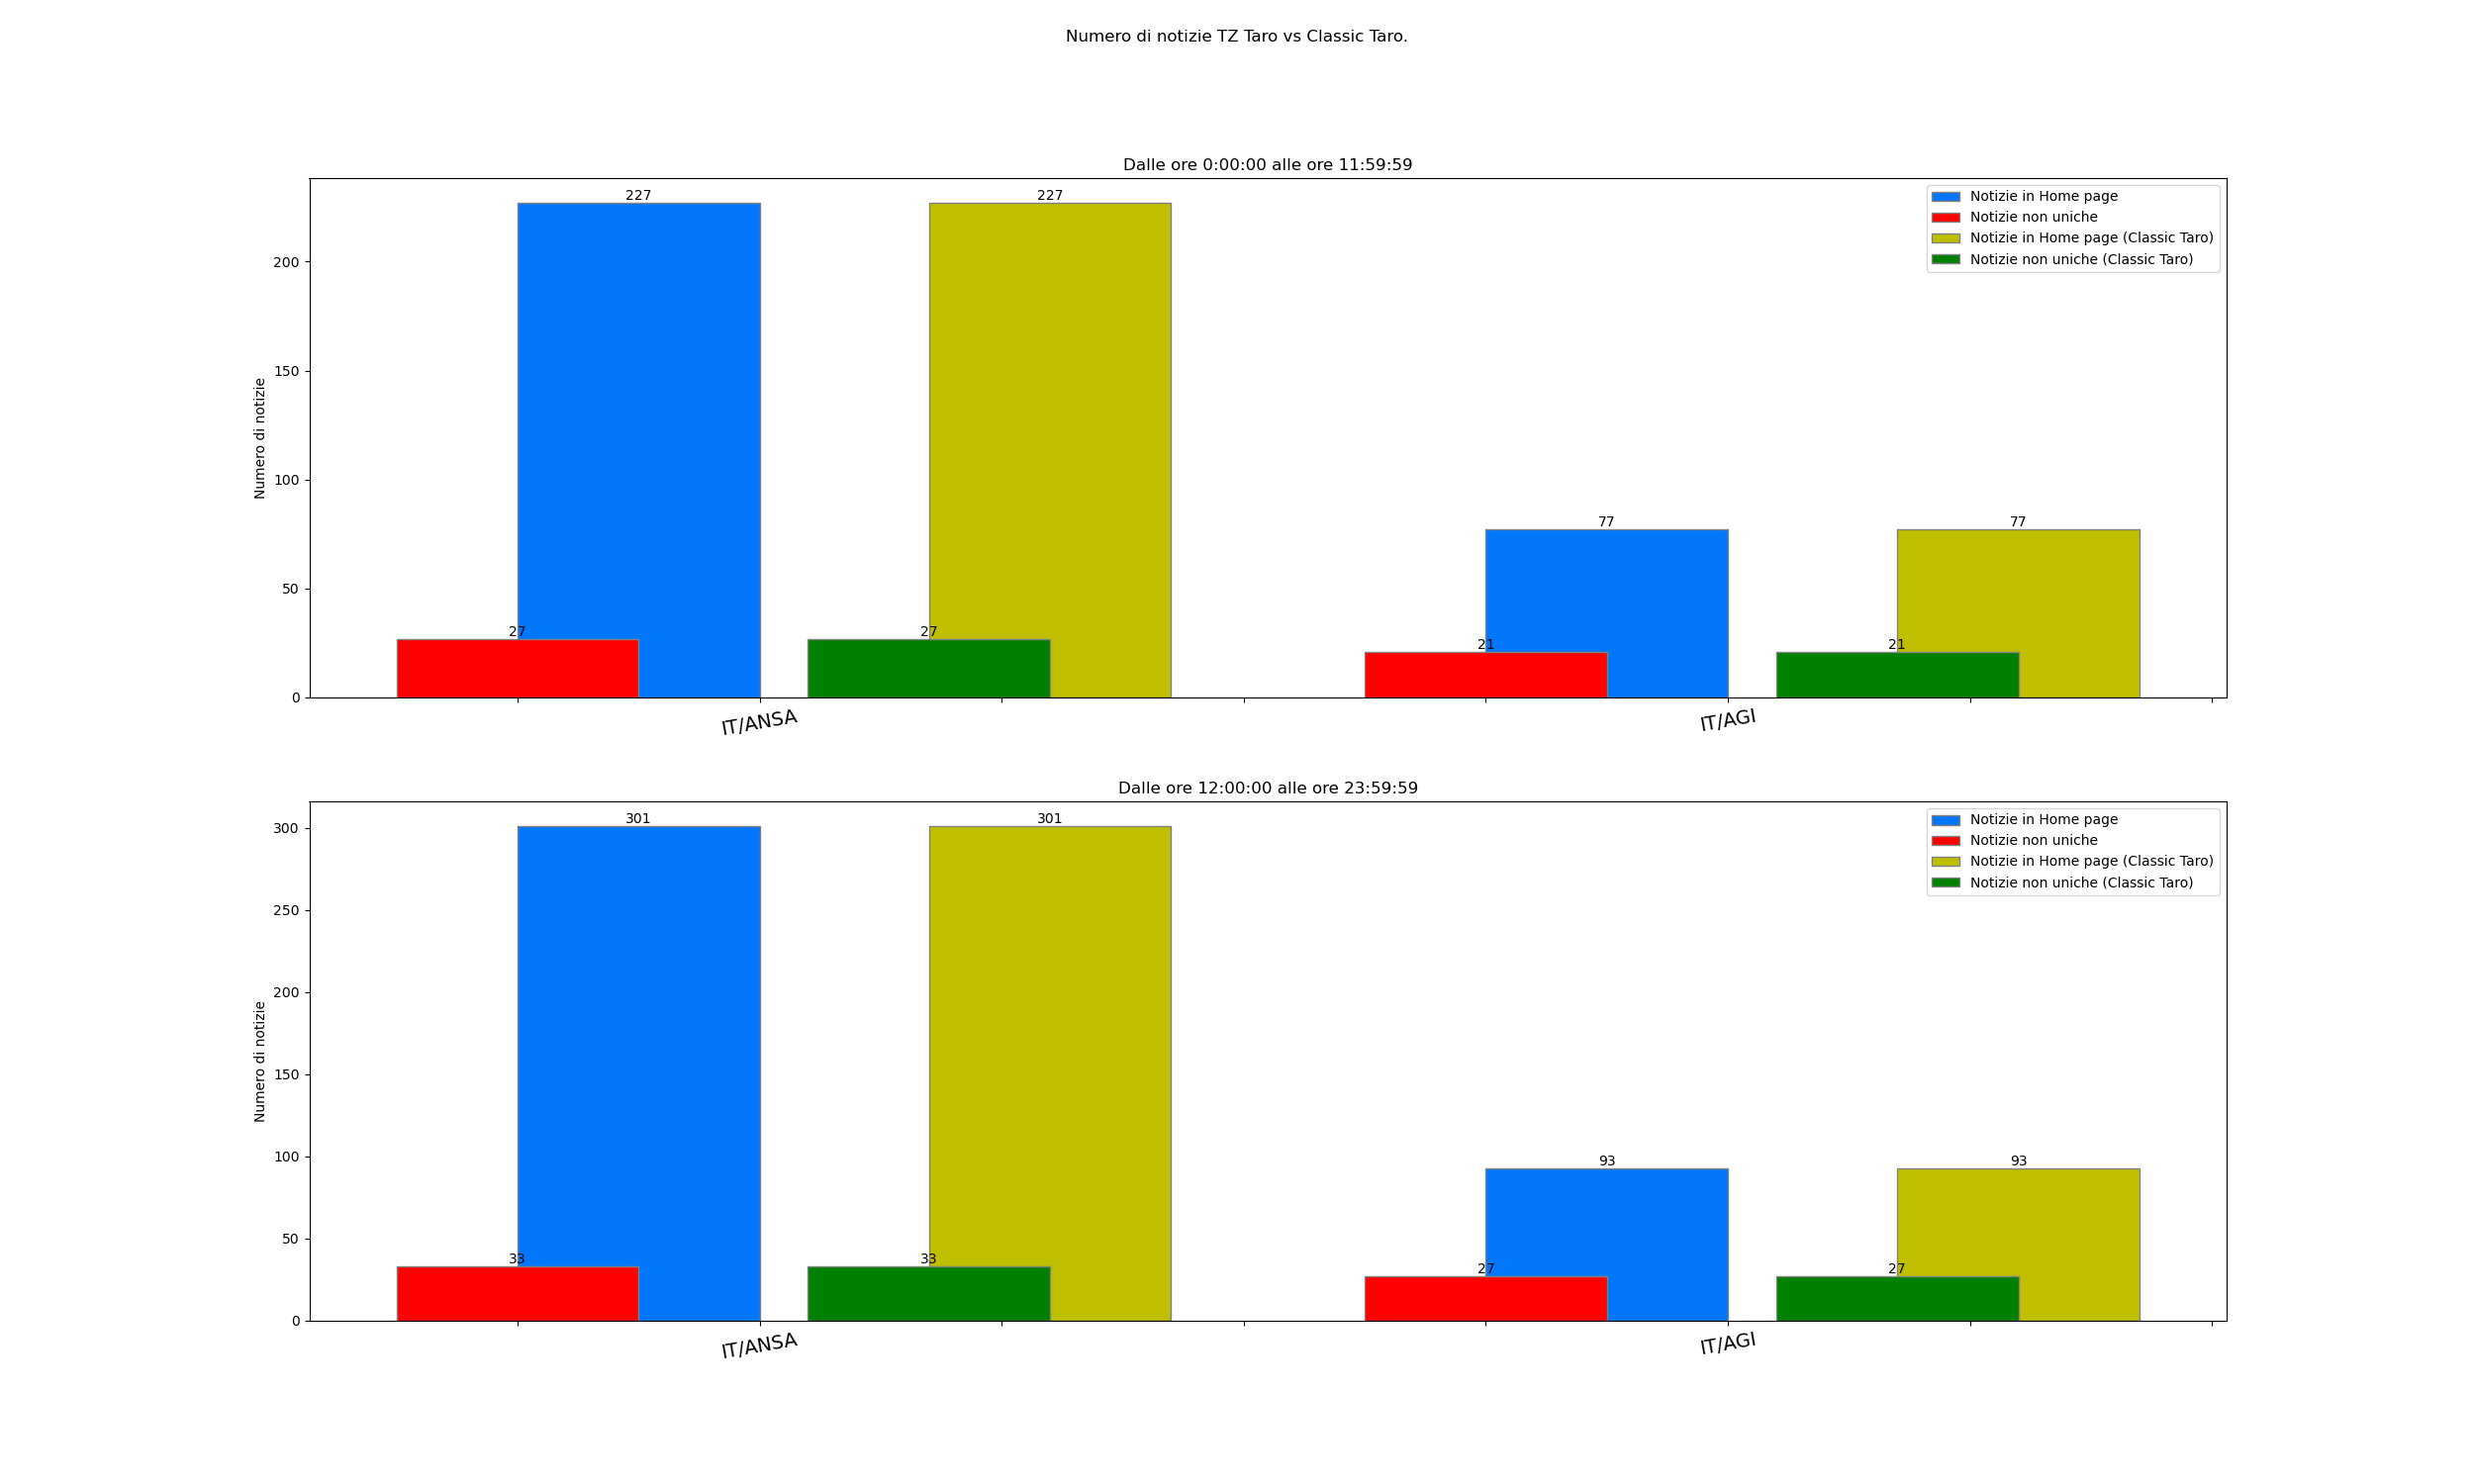 Numero di notizie TZ Taro vs Classic Taro.
Dalle ore 0:00:00 alle ore 11:59:59
Numero di notizie
200
150
100
50
0
227
227
27
27
77
77
21
21
Notizie in Home page
Notizie non uniche
Notizie in Home page (Classic Taro)
Notizie non uniche (Classic Taro)
IT/ANSA
IT/AGI
Dalle ore 12:00:00 alle ore 23:59:59
Numero di notizie
300
250
200
150
100
50
0
301
301
33
33
93
93
27
27
Notizie in Home page
Notizie non uniche
Notizie in Home page (Classic Taro)
Notizie non uniche (Classic Taro)
IT/ANSA
IT/AGI